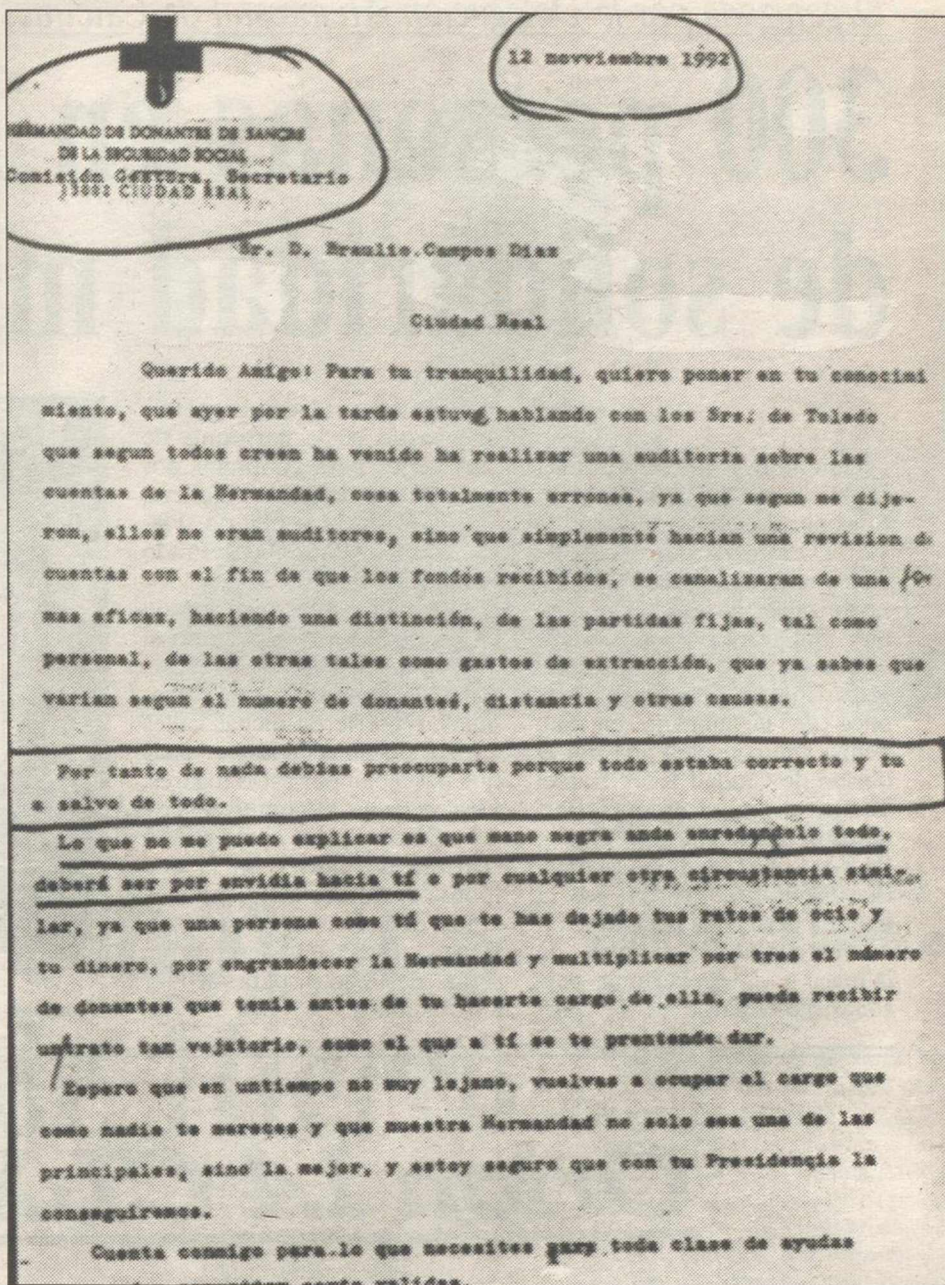 12 novviembre 1992
HERMANDAD DE DONANTES DE SANGRE
DE LA SEGURIDAD SOCIAL
Comisión Gestora, Secretario
13002 CIUDAD REAL
Sr. D. Braulio Campos Diaz
Ciudad Real
Querido Amigo: Para tu tranquilidad, quiero poner en tu conocimi
miento, que ayer por la tarde estuve hablando con los Srs. de Toledo
que segun todos creen ha venido ha realizar una auditoria sobre las
cuentas de la Hermandad, cosa totalmente erronea, ya que segun me dije-
ron, ellos no eran auditores, sino que simplemente hacian una revision de
cuentas con el fin de que los fondos recibidos, se canalizaran de una for
mas eficaz, haciendo una distinción, de las partidas fijas, tal como
personal, de las otras tales como gastos de extracción, que ya sabes que
varian segun el numero de donantes, distancia y otras causas.
Por tanto de nada debias preocuparte porque todo estaba correcto y tu
a salvo de todo.
Lo que no me puedo explicar es que mano negra anda enredandolo todo.
deberá ser por envidia hacia tí o por cualquier otra circustancia simi-
lar, ya que una persona como tú que te has dejado tus ratos de ocio y
tu dinero, por engrandecer la Hermandad y multiplicar por tres el número
de donantes que tenia antes de tu hacerte cargo de ella, pueda recibir
un trato tan vejatorio, como el que a tí se te prentende dar.
Espero que en untiempo no muy lejano, vuelvas a ocupar el cargo que
como nadie te mereces y que nuestra Hermandad no solo sea una de las
principales, sino la mejor, y estoy seguro que con tu Presidencia la
conseguiremos.
Cuenta conmigo para lo que necesites para toda clase de ayudas
validas.